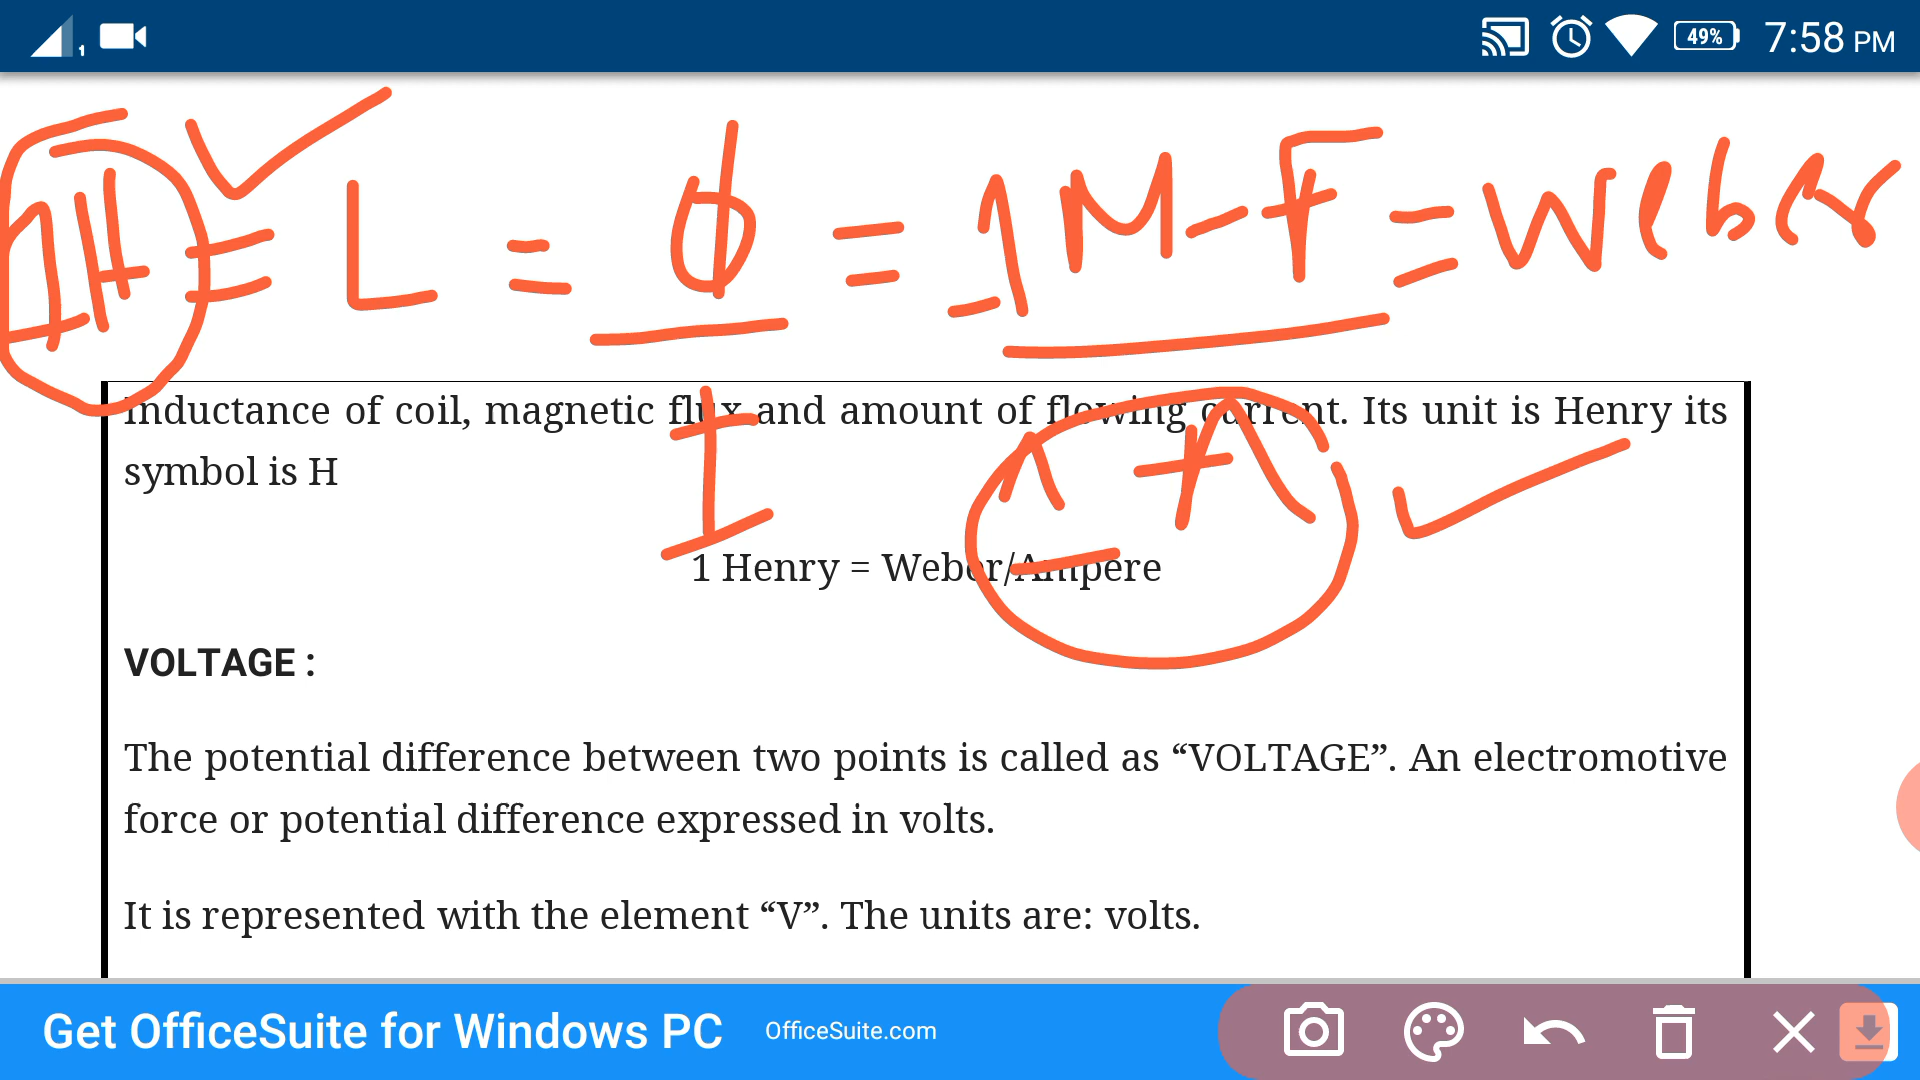 49% 7:58 PM
1H = L = ϕ = 1 M-F = Weber
I 1 A
Inductance of coil, magnetic flux and amount of flowing current. Its unit is Henry its
symbol is H
1 Henry = Weber/Ampere
VOLTAGE :
The potential difference between two points is called as “VOLTAGE”. An electromotive
force or potential difference expressed in volts.
It is represented with the element “V”. The units are: volts.
Get OfficeSuite for Windows PC OfficeSuite.com